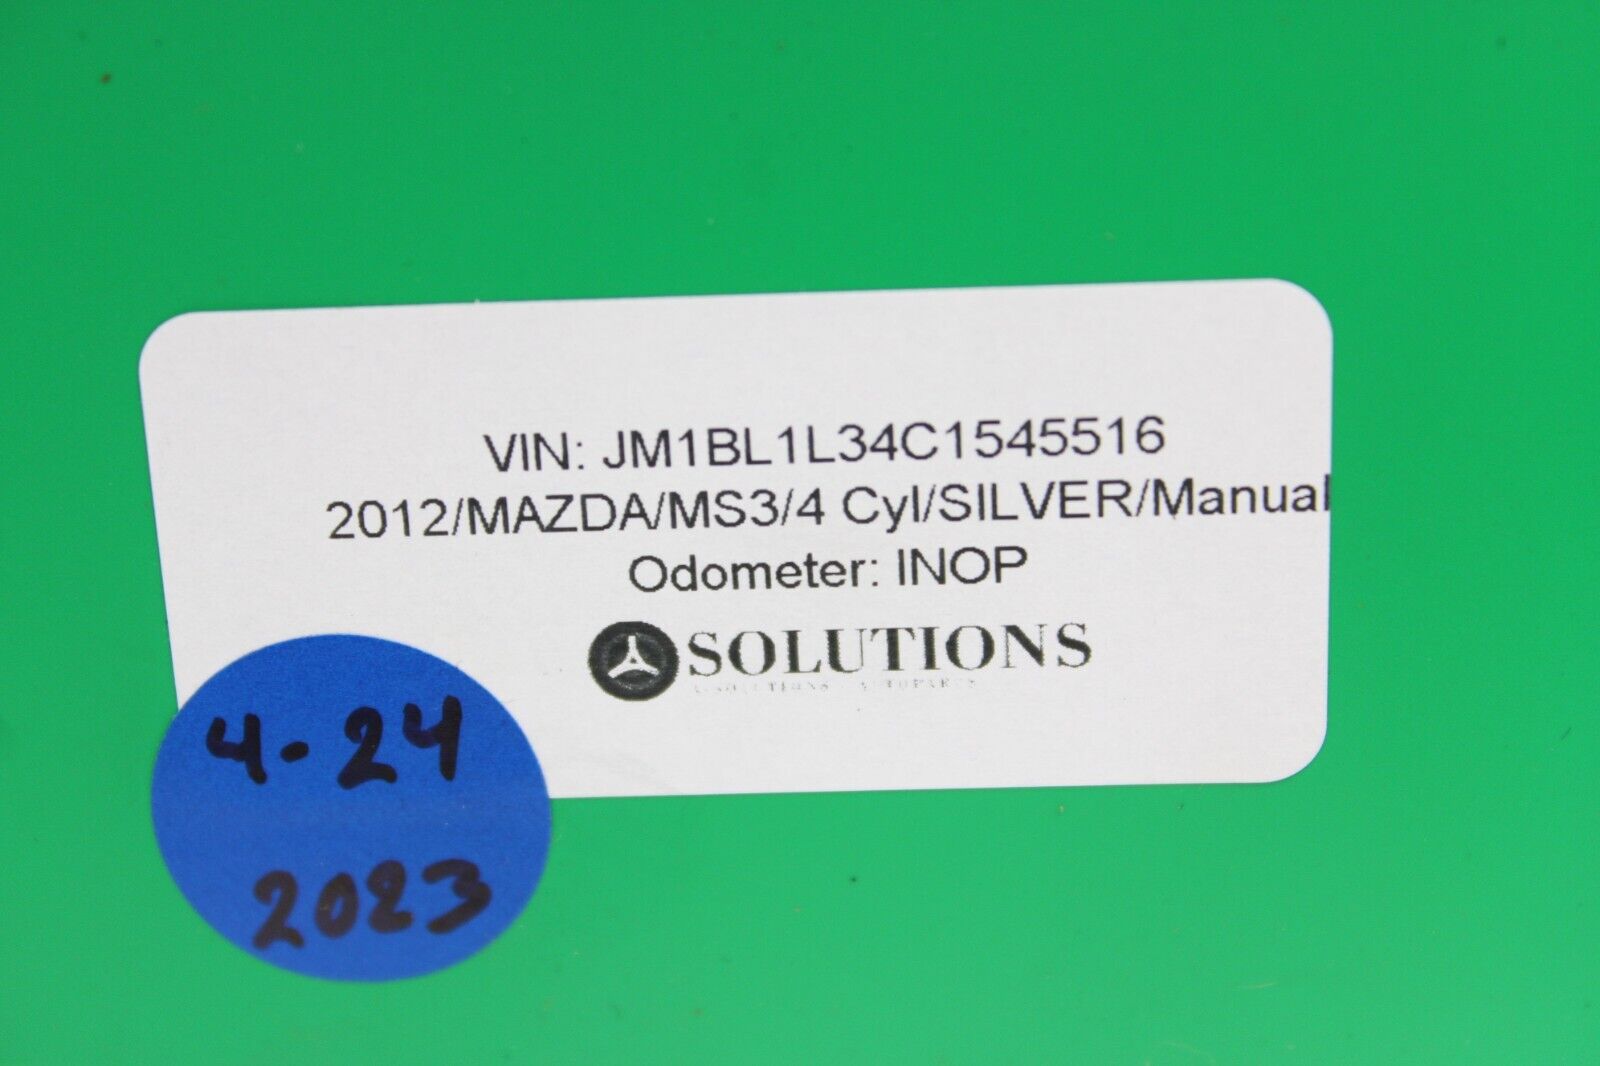 VIN: JM1BL1L34C1545516
2012/MAZDA/MS3/4 Cyl/SILVER/Manual
Odometer: INOP
SOLUTIONS
4-24
2023